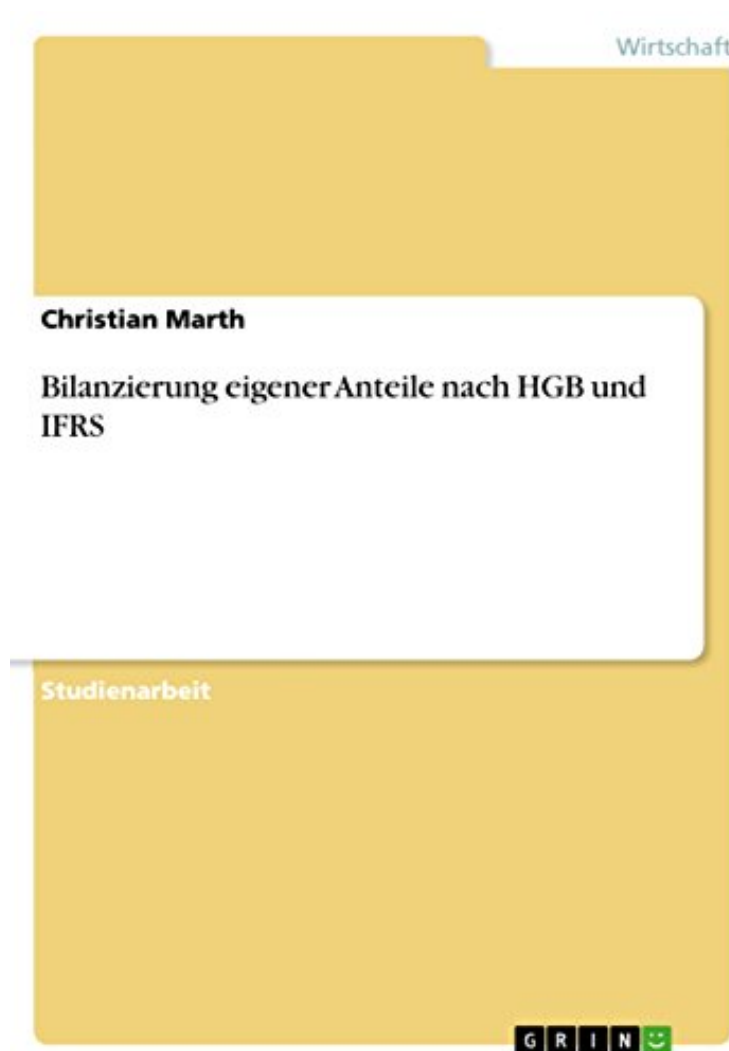 Wirtschaft
Christian Marth
Bilanzierung eigener Anteile nach HGB und
IFRS
Studienarbeit
GRIN